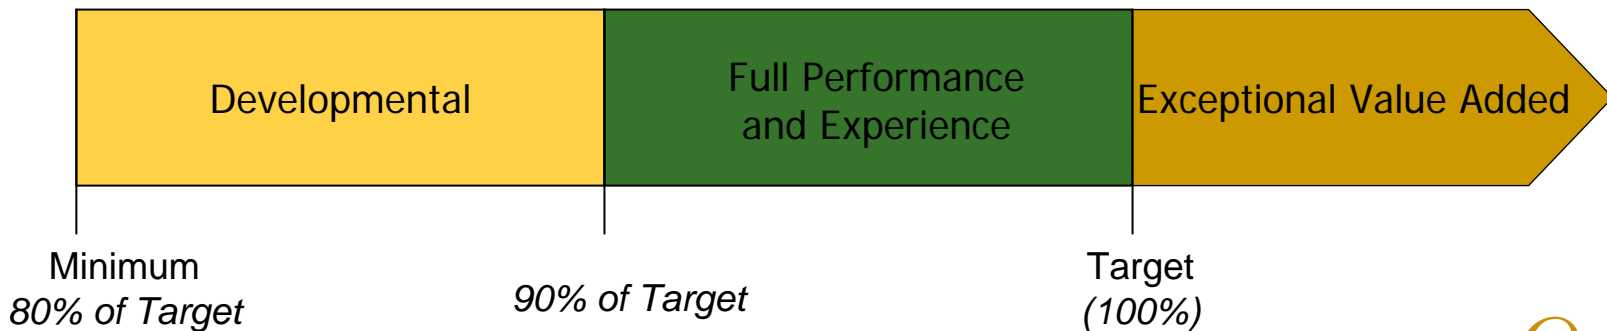 Developmental
Full Performance
and Experience
Exceptional Value Added
Minimum
80% of Target
90% of Target
Target
(100%)